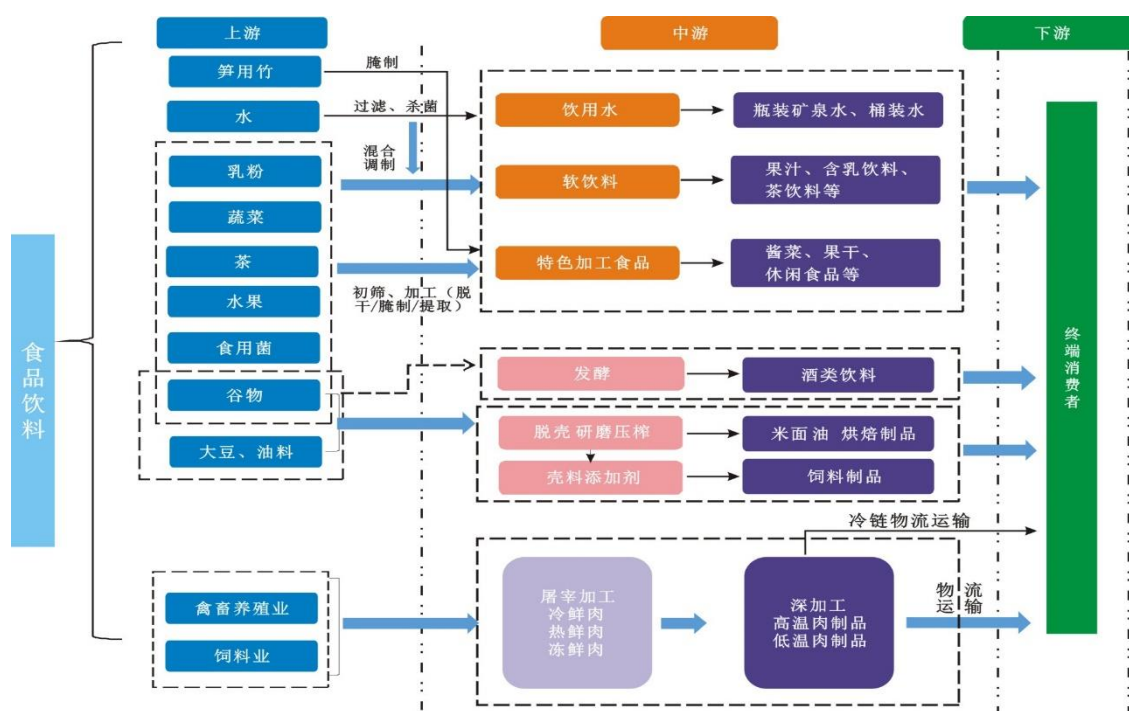 上游
中游
下游
笋用竹
腌制
水
过滤、杀菌
饮用水
瓶装矿泉水、桶装水
混合
调制
乳粉
软饮料
果汁、含乳饮料、
茶饮料等
蔬菜
茶
特色加工食品
酱菜、果干、
休闲食品等
初筛、加工（脱
干/腌制/提取）
水果
食用菌
食品饮料
终端消费者
谷物
发酵
酒类饮料
大豆、油料
脱壳 研磨压榨
米面油 烘焙制品
壳料添加剂
饲料制品
冷链物流运输
禽畜养殖业
饲料业
屠宰加工
冷鲜肉
热鲜肉
冻鲜肉
深加工
高温肉制品
低温肉制品
物流
运输